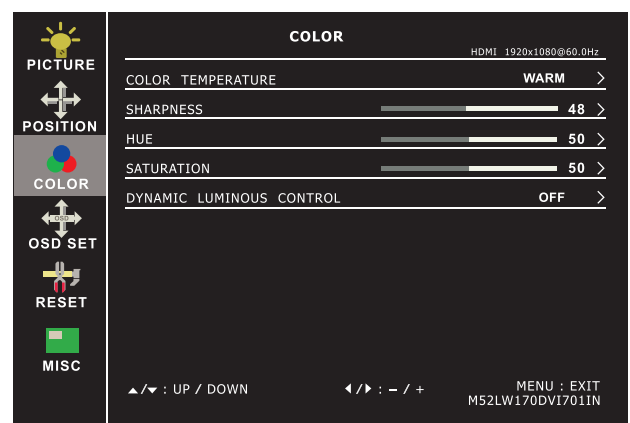 PICTURE
POSITION
COLOR
OSD
OSD SET
RESET
MISC
COLOR
HDMI 1920x1080@60.0Hz
COLOR TEMPERATURE WARM >
SHARPNESS 48 >
HUE 50 >
SATURATION 50 >
DYNAMIC LUMINOUS CONTROL OFF >
▲/▼ : UP / DOWN ◀/▶ : – / + MENU : EXIT
M52LW170DVI701IN